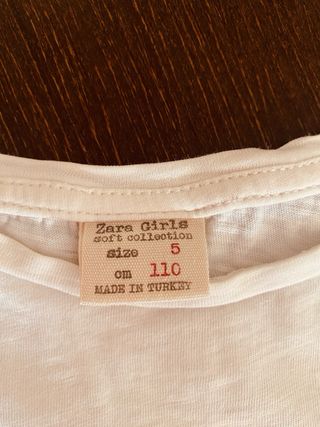 Zara Girls
soft collection
size 5
cm 110
MADE IN TURKEY